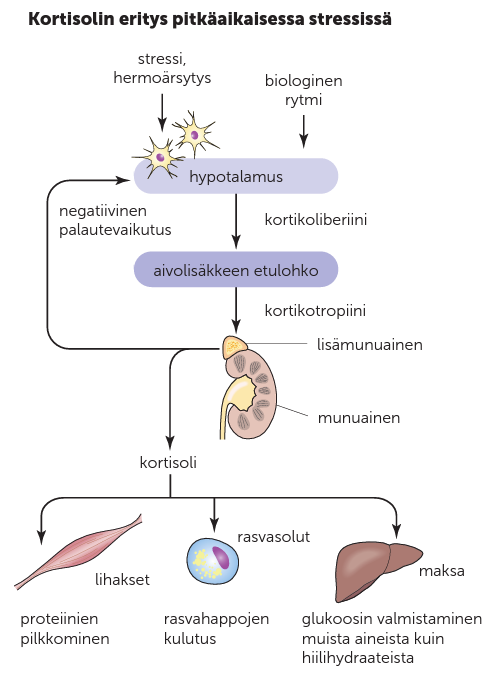 Kortisolin eritys pitkäaikaisessa stressissä
stressi,
hermoärsytys
biologinen
rytmi
hypotalamus
negatiivinen
palautevaikutus
kortikoliberiini
aivolisäkkeen etulohko
kortikotropiini
lisämunuainen
munuainen
kortisoli
rasvasolut
lihakset
maksa
proteiinien
pilkkominen
rasvahappojen
kulutus
glukoosin valmistaminen
muista aineista kuin
hiilihydraateista